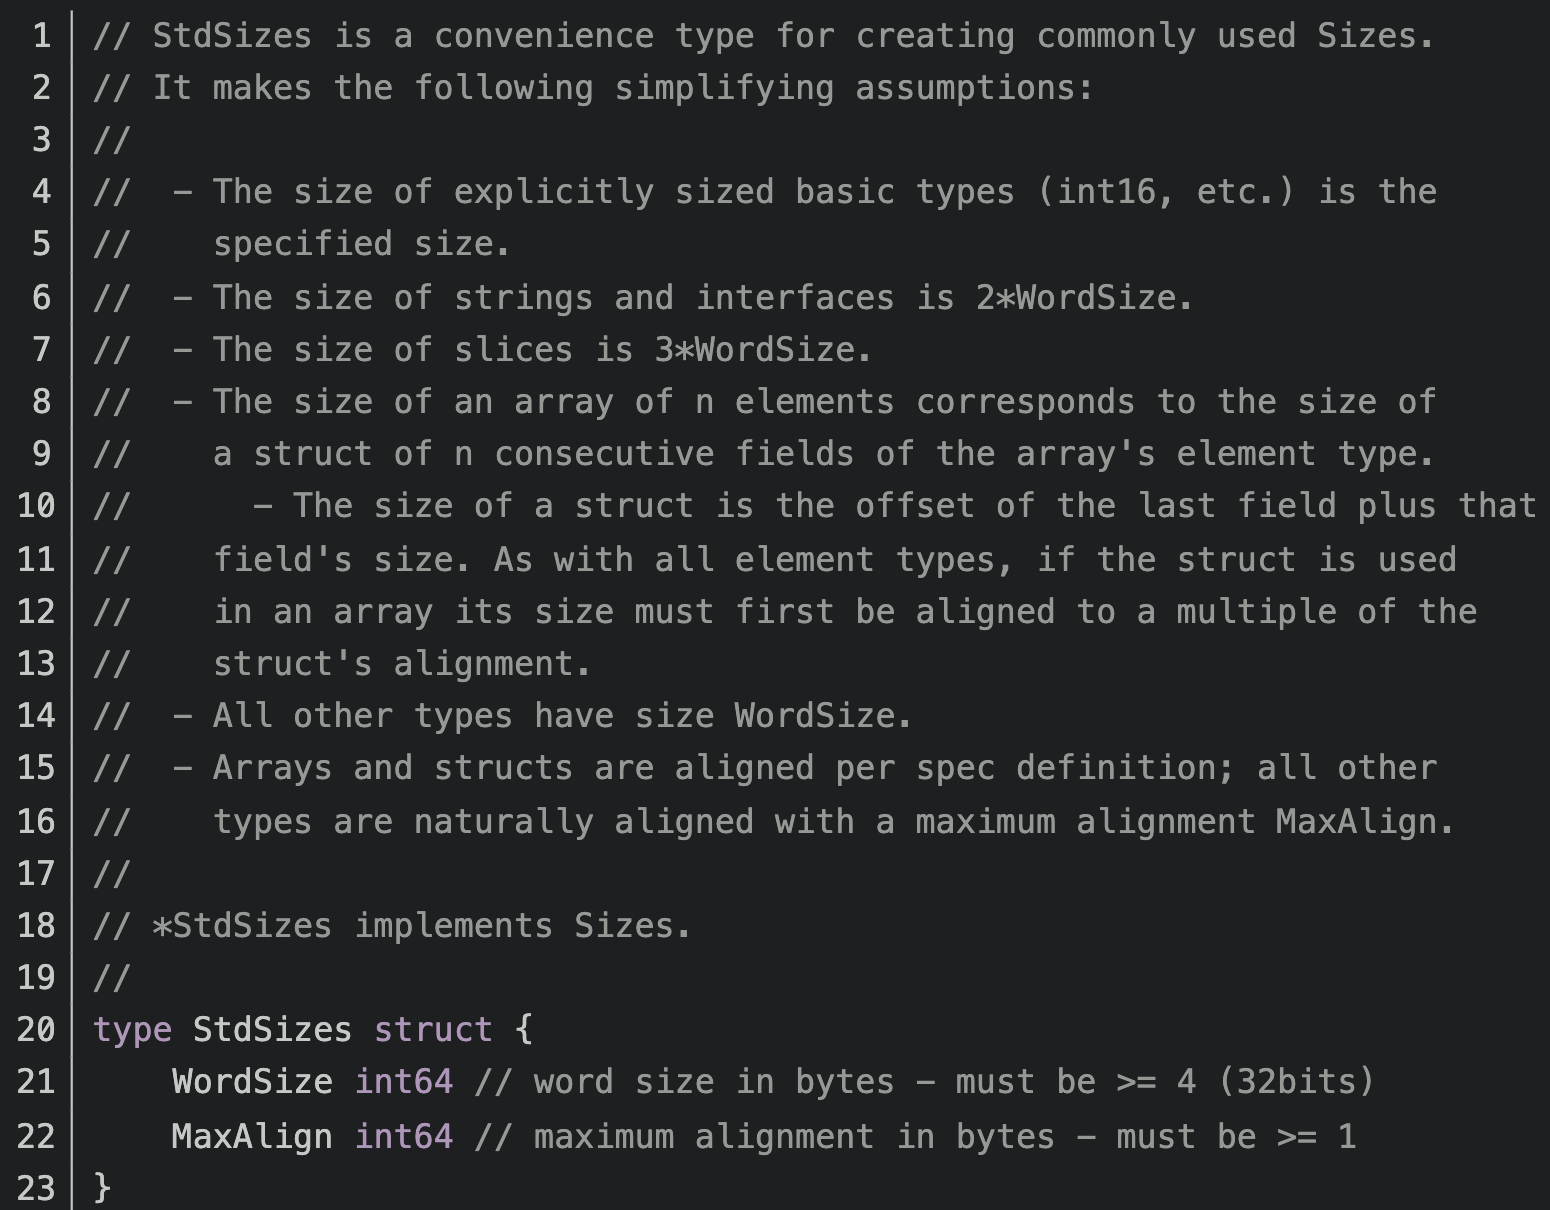 1 // StdSizes is a convenience type for creating commonly used Sizes.
2 // It makes the following simplifying assumptions:
3 //
4 //  - The size of explicitly sized basic types (int16, etc.) is the
5 //    specified size.
6 //  - The size of strings and interfaces is 2*WordSize.
7 //  - The size of slices is 3*WordSize.
8 //  - The size of an array of n elements corresponds to the size of
9 //    a struct of n consecutive fields of the array's element type.
10 //      - The size of a struct is the offset of the last field plus that
11 //    field's size. As with all element types, if the struct is used
12 //    in an array its size must first be aligned to a multiple of the
13 //    struct's alignment.
14 //  - All other types have size WordSize.
15 //  - Arrays and structs are aligned per spec definition; all other
16 //    types are naturally aligned with a maximum alignment MaxAlign.
17 //
18 // *StdSizes implements Sizes.
19 //
20 type StdSizes struct {
21     WordSize int64 // word size in bytes - must be >= 4 (32bits)
22     MaxAlign int64 // maximum alignment in bytes - must be >= 1
23 }